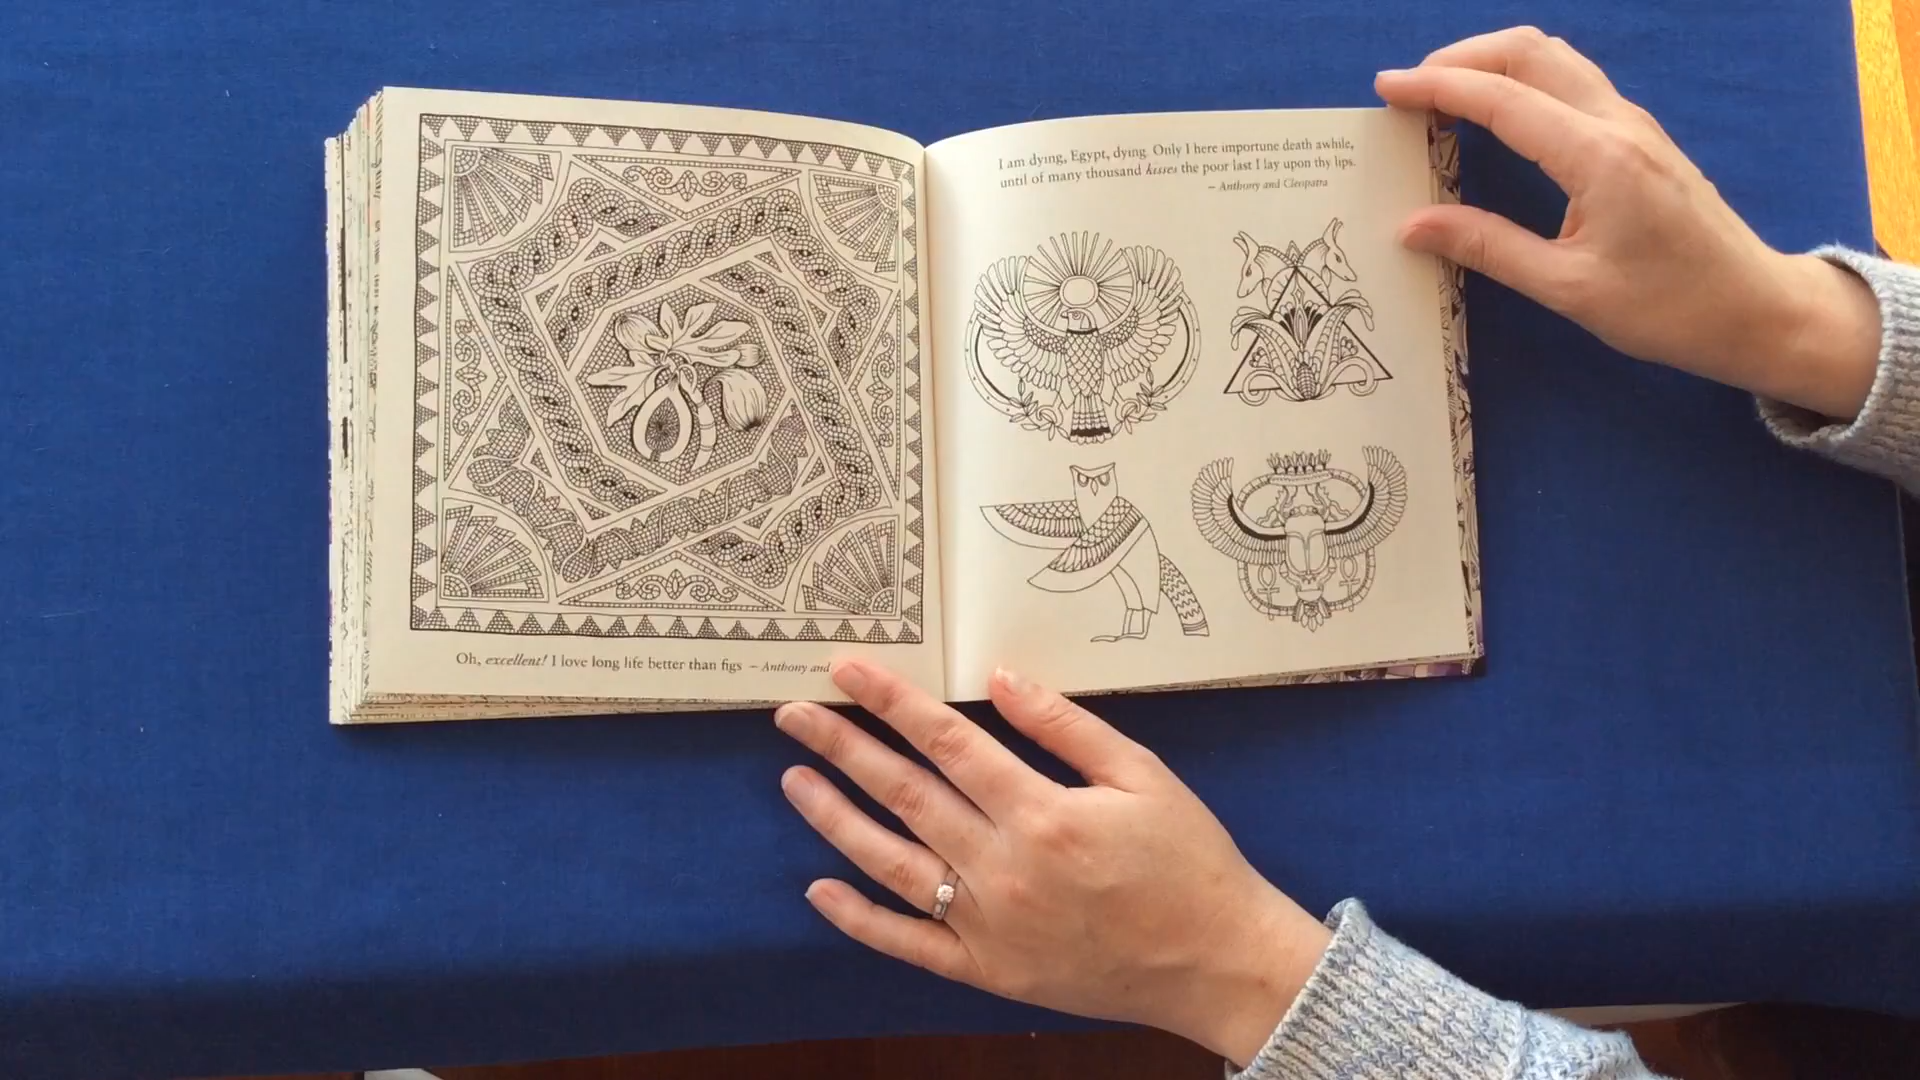 Oh, excellent! I love long life better than figs – Anthony and
I am dying, Egypt, dying. Only I here importune death awhile,
until of many thousand kisses the poor last I lay upon thy lips.
– Anthony and Cleopatra